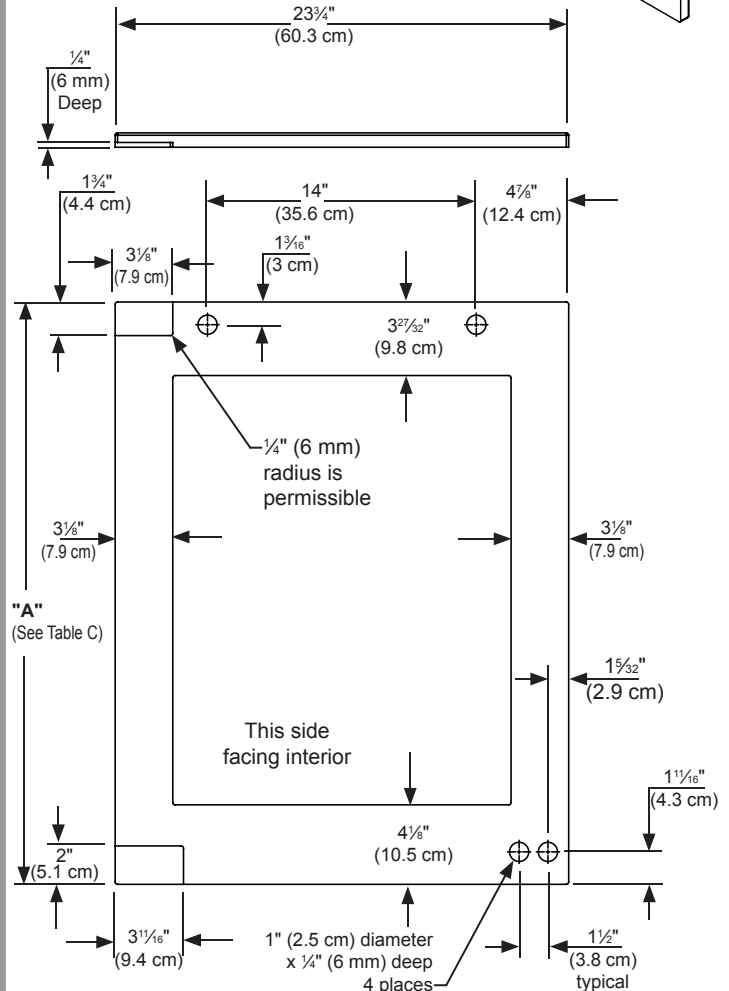 23¾"
(60.3 cm)
¼"
(6 mm)
Deep
1¾"
(4.4 cm)
14"
(35.6 cm)
4⅞"
(12.4 cm)
3⅛"
(7.9 cm)
1³⁄₁₆"
(3 cm)
3²⁷⁄₃₂"
(9.8 cm)
¼" (6 mm)
radius is
permissible
3⅛"
(7.9 cm)
3⅛"
(7.9 cm)
"A"
(See Table C)
1⁵⁄₃₂"
(2.9 cm)
This side
facing interior
1¹¹⁄₁₆"
(4.3 cm)
2"
(5.1 cm)
4⅛"
(10.5 cm)
3¹¹⁄₁₆"
(9.4 cm)
1" (2.5 cm) diameter
x ¼" (6 mm) deep
4 places
1½"
(3.8 cm)
typical